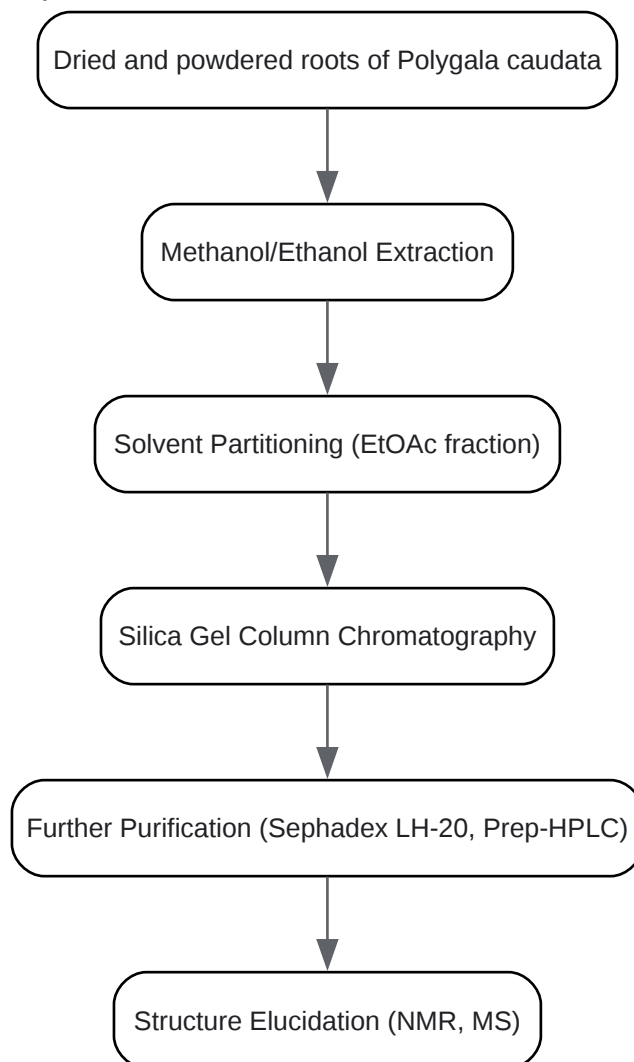 Dried and powdered roots of Polygala caudata
Methanol/Ethanol Extraction
Solvent Partitioning (EtOAc fraction)
Silica Gel Column Chromatography
Further Purification (Sephadex LH-20, Prep-HPLC)
Structure Elucidation (NMR, MS)